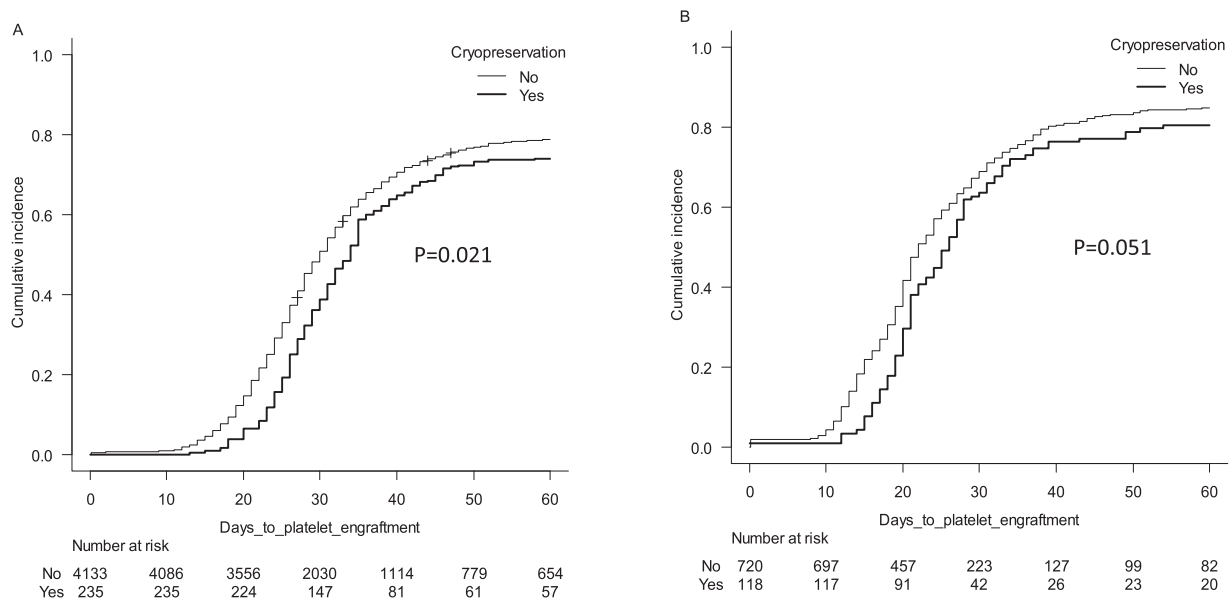 A
Cryopreservation
No
Yes
1.0
0.8
0.6
0.4
0.2
0.0
Cumulative incidence
P=0.021
0 10 20 30 40 50 60
Days_to_platelet_engraftment
Number at risk
No 4133 4086 3556 2030 1114 779 654
Yes 235 235 224 147 81 61 57
B
Cryopreservation
No
Yes
1.0
0.8
0.6
0.4
0.2
0.0
Cumulative incidence
P=0.051
0 10 20 30 40 50 60
Days_to_platelet_engraftment
Number at risk
No 720 697 457 223 127 99 82
Yes 118 117 91 42 26 23 20